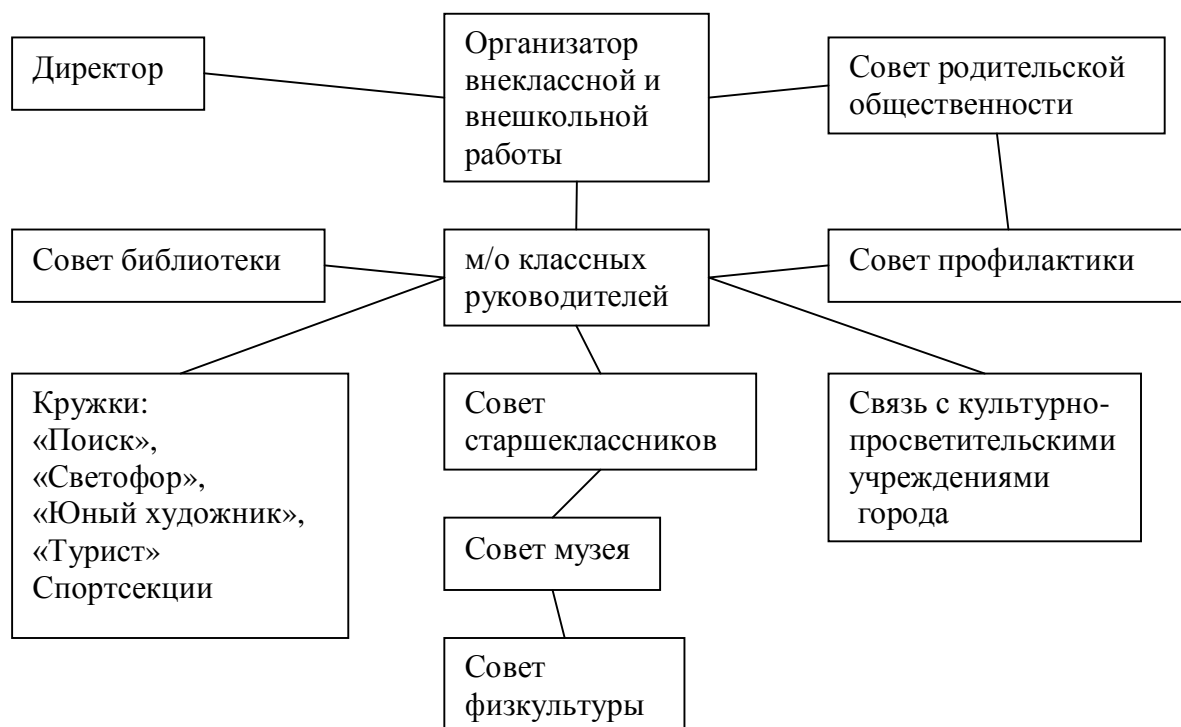 Директор
Организатор
внеклассной и
внешкольной
работы
Совет родительской
общественности
Совет библиотеки
м/о классных
руководителей
Совет профилактики
Кружки:
«Поиск»,
«Светофор»,
«Юный художник»,
«Турист»
Спортсекции
Совет
старшеклассников
Связь с культурно-
просветительскими
учреждениями
города
Совет музея
Совет
физкультуры